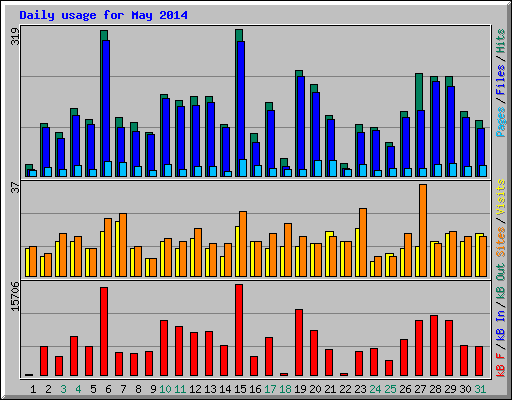 Daily usage for May 2014
319
37
15706
Pages / Files / Hits
Sites / Visits
kB F / kB In / kB Out
1 2 3 4 5 6 7 8 9 10 11 12 13 14 15 16 17 18 19 20 21 22 23 24 25 26 27 28 29 30 31